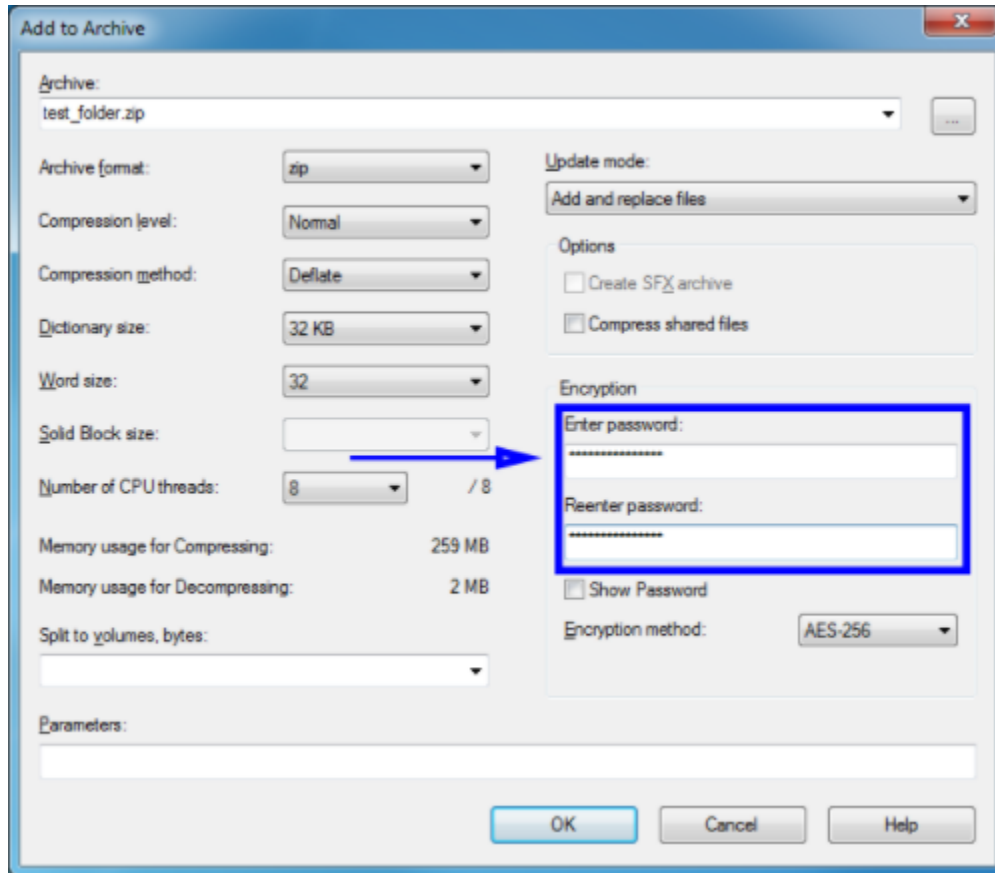 Add to Archive
Archive:
test_folder.zip
...
Archive format:
zip
Update mode:
Add and replace files
Compression level:
Normal
Options
Create SFX archive
Compression method:
Deflate
Compress shared files
Dictionary size:
32 KB
Word size:
32
Encryption
Enter password:
***************
Solid Block size:
Number of CPU threads:
8
/ 8
Reenter password:
***************
Memory usage for Compressing:
259 MB
Memory usage for Decompressing:
2 MB
Show Password
Encryption method:
AES-256
Split to volumes, bytes:
Parameters:
OK
Cancel
Help